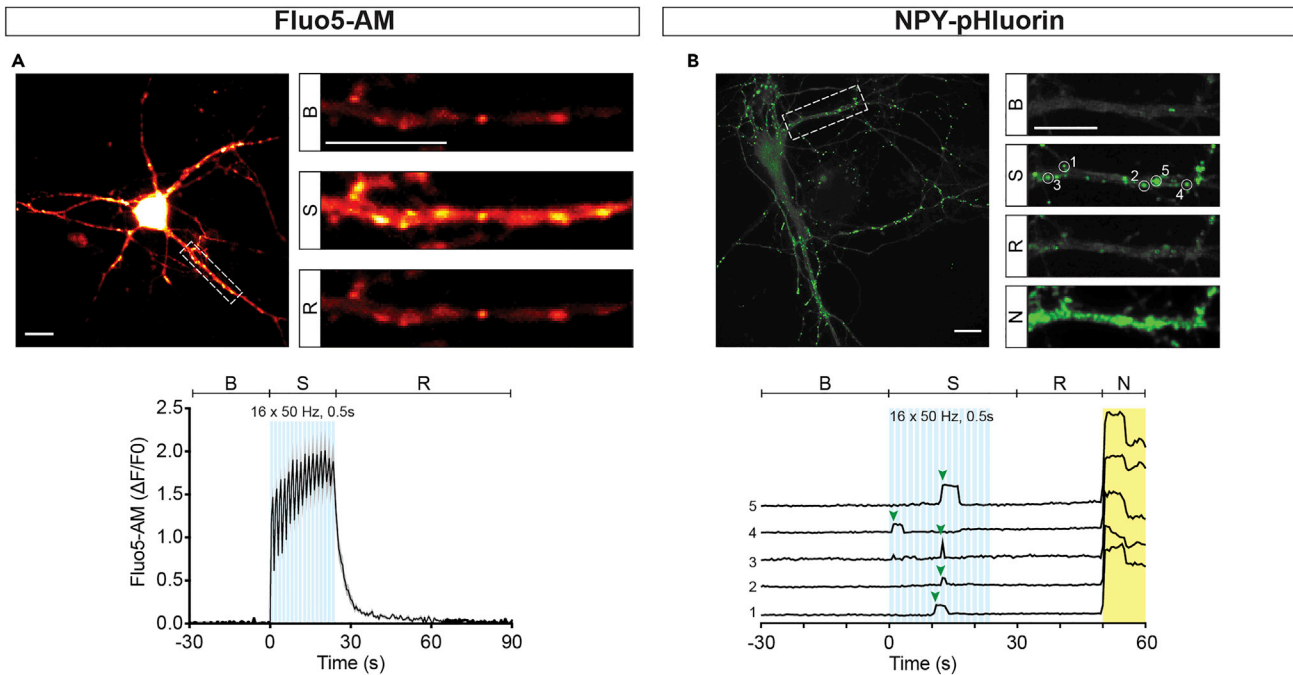 Fluo5-AM
NPY-pHluorin
A
B
S
R
B
B
S
R
N
1
2
3
4
5
B S R
16 x 50 Hz, 0.5s
Fluo5-AM (ΔF/F0)
2.5
2.0
1.5
1.0
0.5
0.0
-30 0 30 60 90
Time (s)
B S R N
16 x 50 Hz, 0.5s
5
4
3
2
1
-30 0 30 60
Time (s)